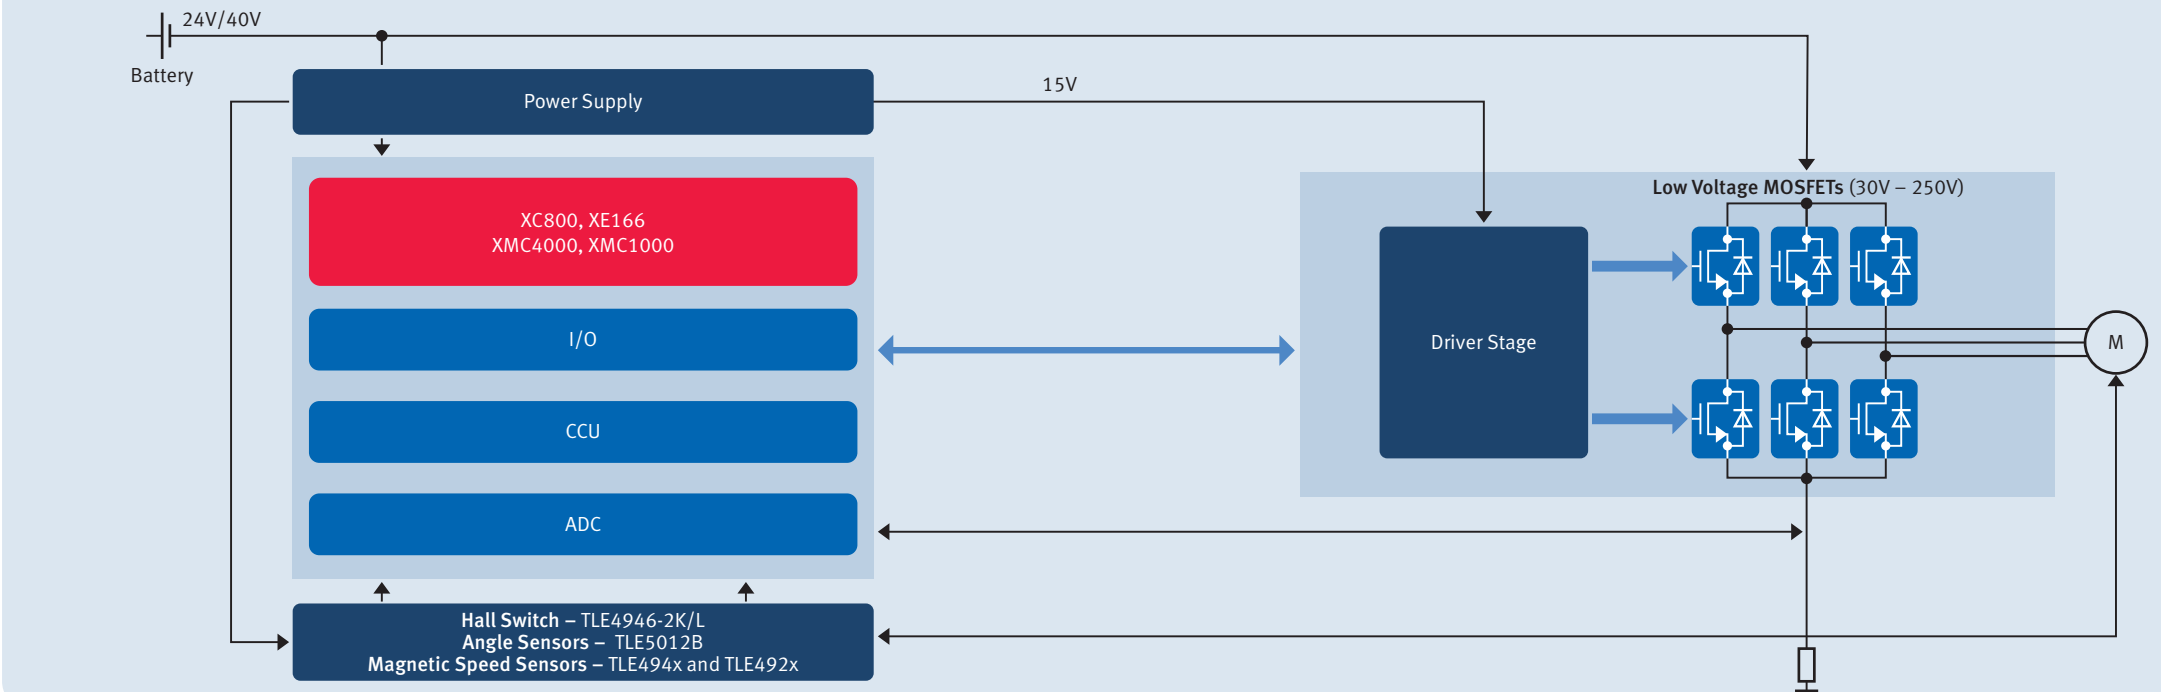 24V/40V
Battery
Power Supply
15V
XC800, XE166
XMC4000, XMC1000
I/O
CCU
ADC
Hall Switch – TLE4946-2K/L
Angle Sensors – TLE5012B
Magnetic Speed Sensors – TLE494x and TLE492x
Low Voltage MOSFETs (30V – 250V)
Driver Stage
M